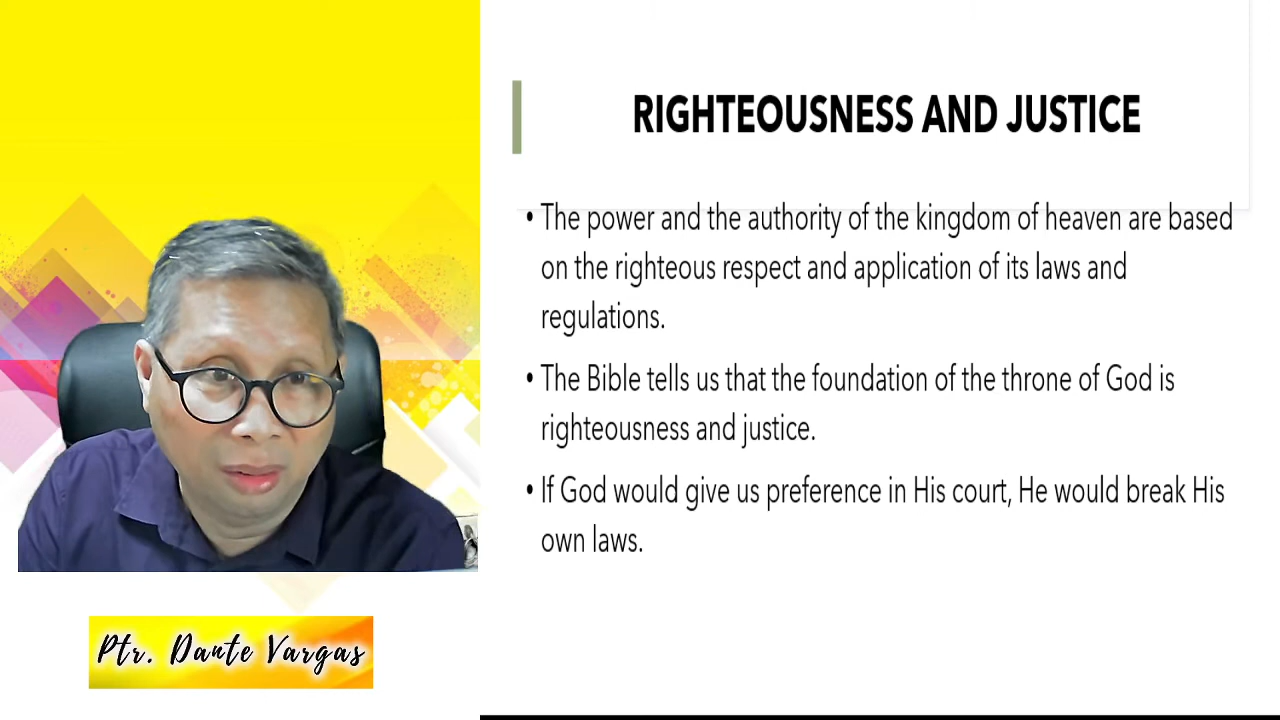 RIGHTEOUSNESS AND JUSTICE
• The power and the authority of the kingdom of heaven are based
on the righteous respect and application of its laws and
regulations.
• The Bible tells us that the foundation of the throne of God is
righteousness and justice.
• If God would give us preference in His court, He would break His
own laws.
Ptr. Dante Vargas